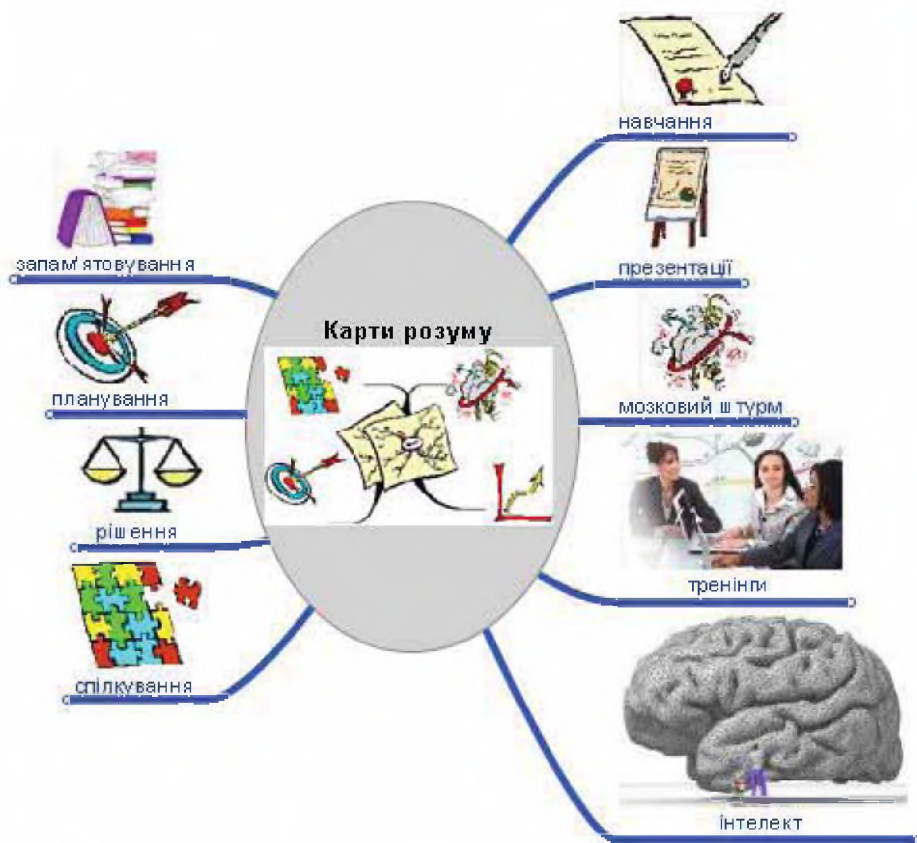 Карти розуму
навчання
презентації
мозковий штурм
тренінги
інтелект
запам'ятовування
планування
рішення
спілкування